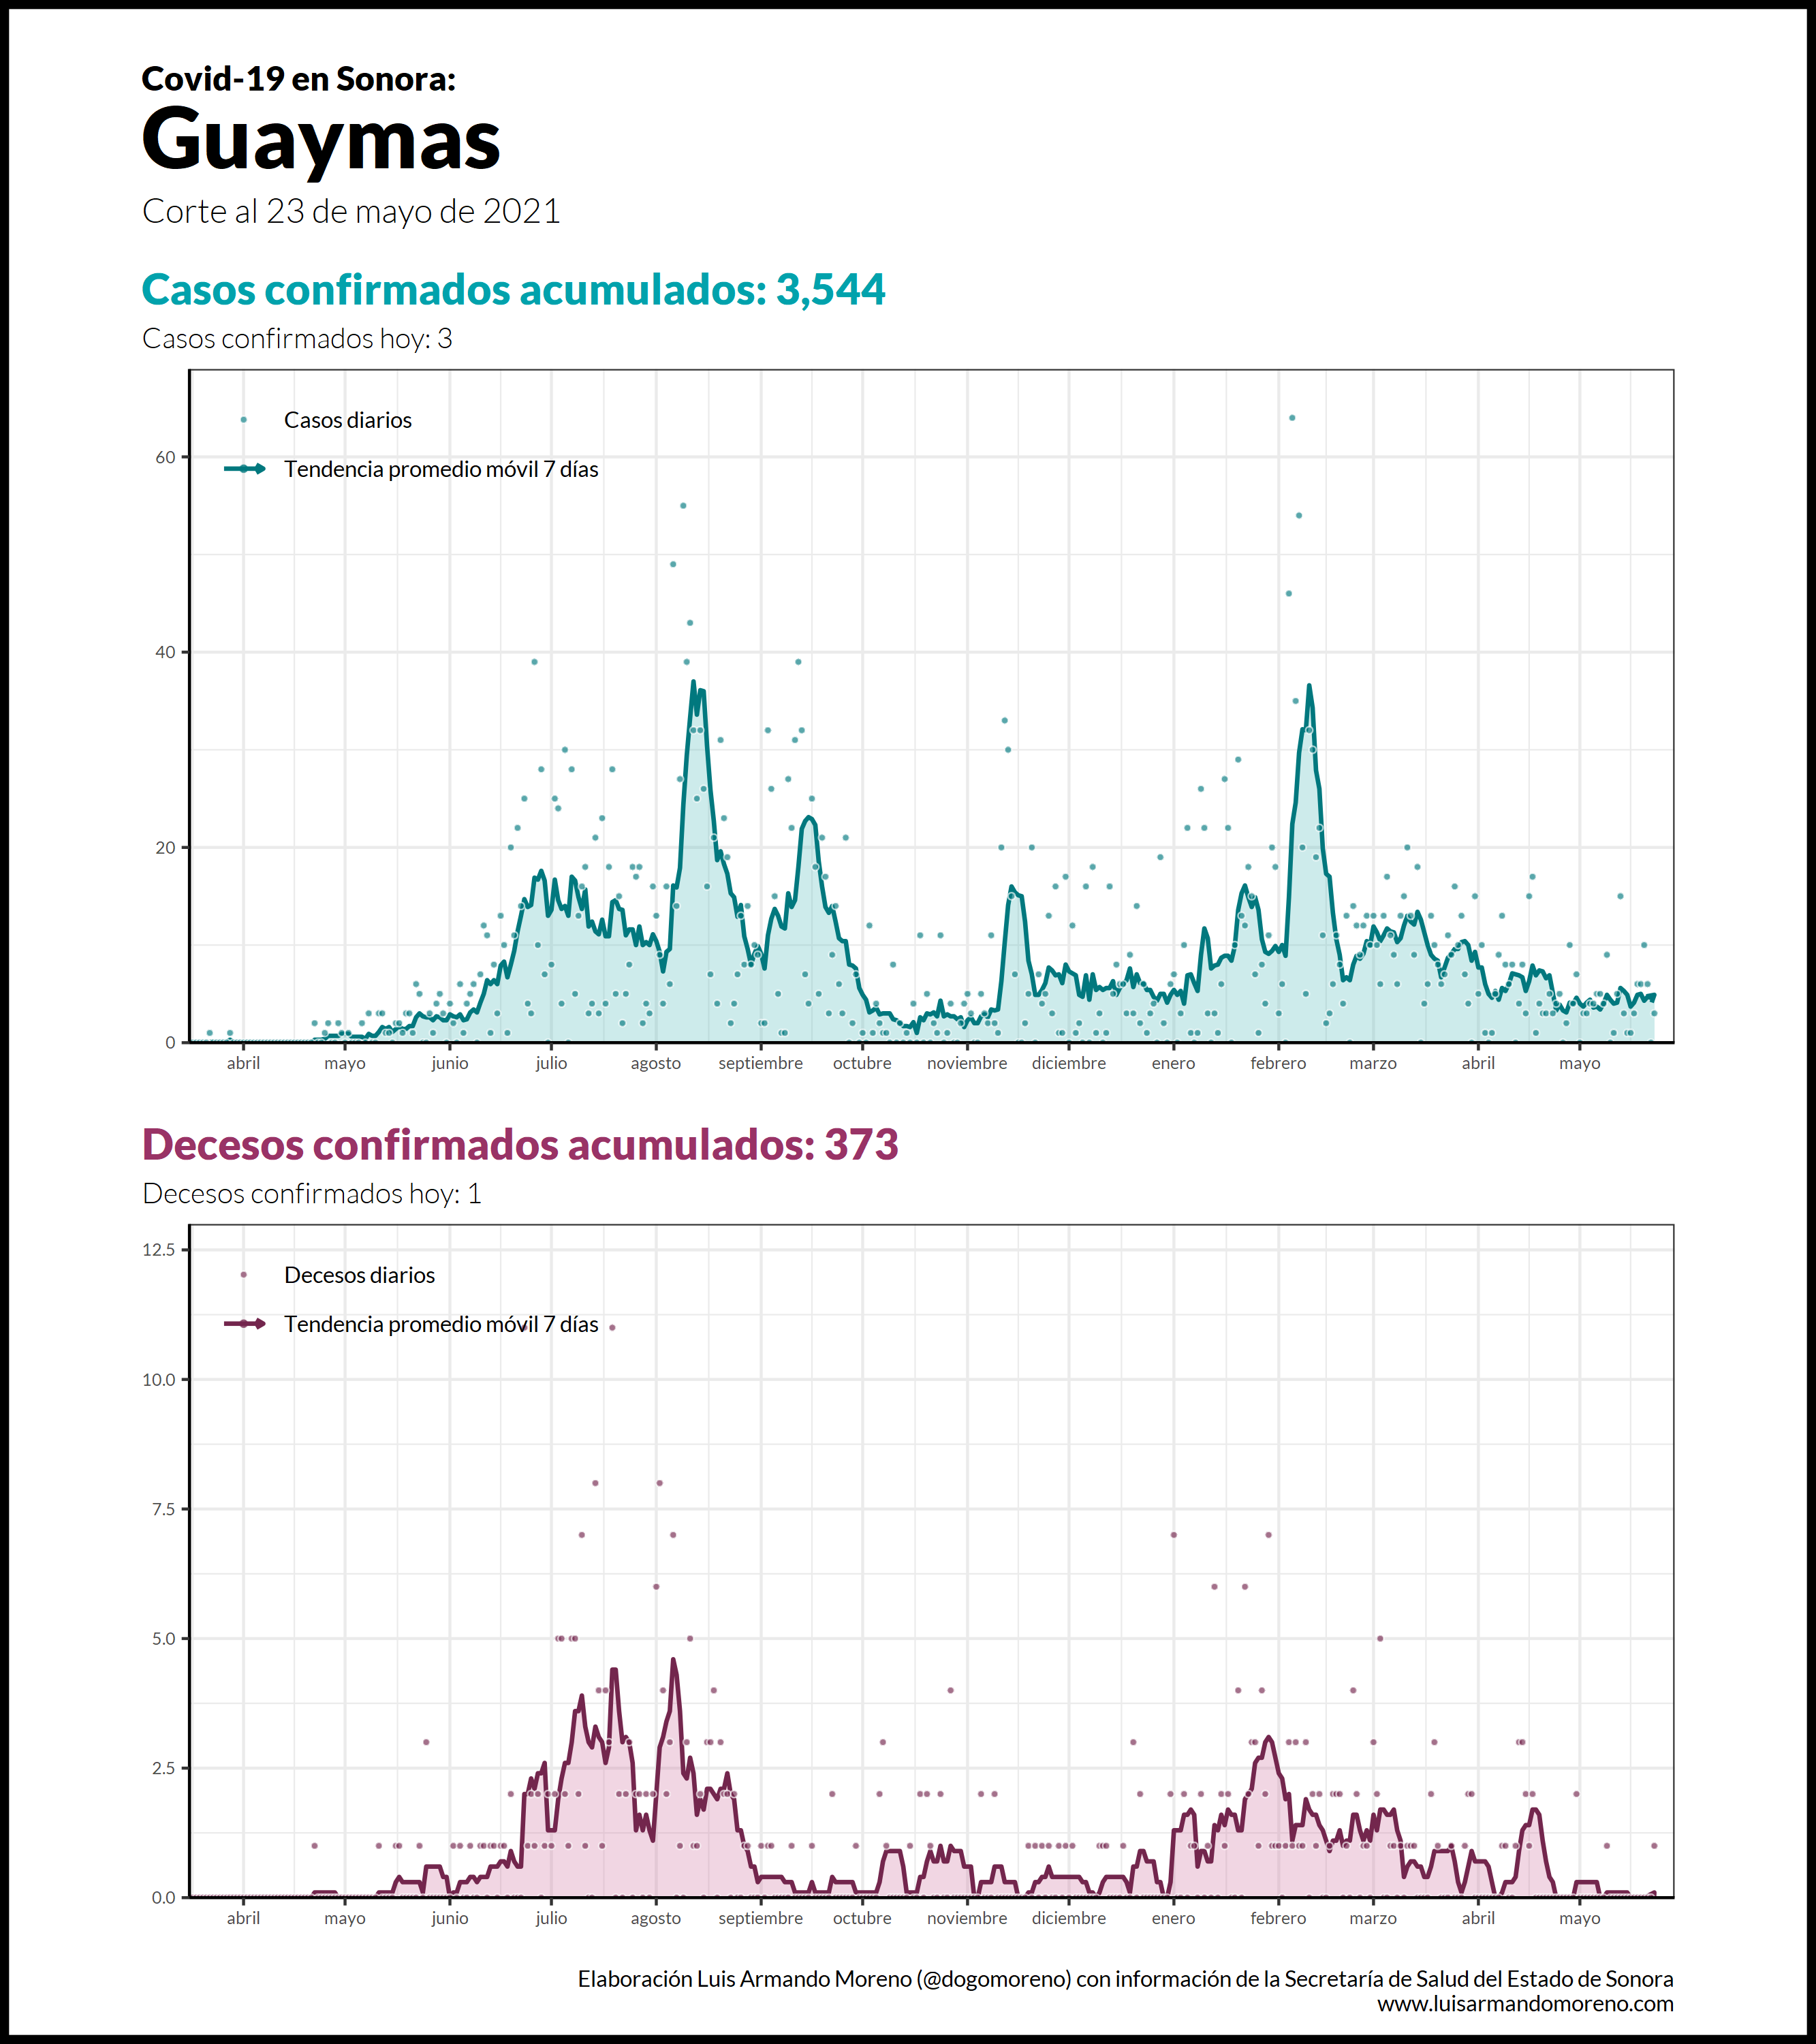 Covid-19 en Sonora:
Guaymas
Corte al 23 de mayo de 2021
Casos confirmados acumulados: 3,544
Casos confirmados hoy: 3
Casos diarios
Tendencia promedio móvil 7 días
60
40
20
0
abril mayo junio julio agosto septiembre octubre noviembre diciembre enero febrero marzo abril mayo
Decesos confirmados acumulados: 373
Decesos confirmados hoy: 1
12.5
Decesos diarios
Tendencia promedio móvil 7 días
10.0
7.5
5.0
2.5
0.0
abril mayo junio julio agosto septiembre octubre noviembre diciembre enero febrero marzo abril mayo
Elaboración Luis Armando Moreno (@dogomoreno) con información de la Secretaría de Salud del Estado de Sonora
www.luisarmandomoreno.com